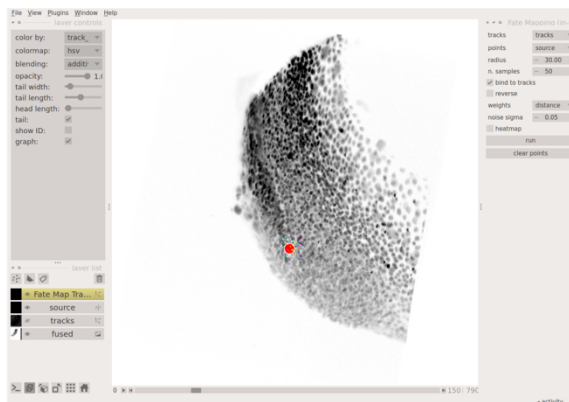 File View Plugins Window Help
layer controls
color by: track_
colormap: hsv
blending: additi
opacity:
tail width:
tail length:
head length:
tail:
show ID:
graph:
layer list
Fate Map Tra...
source
tracks
fused
0
150
790
Fate Mapping (in-
tracks tracks
points source
radius 30.00
n. samples 50
bind to tracks
reverse
weights distance
noise sigma 0.05
heatmap
run
clear points
activity